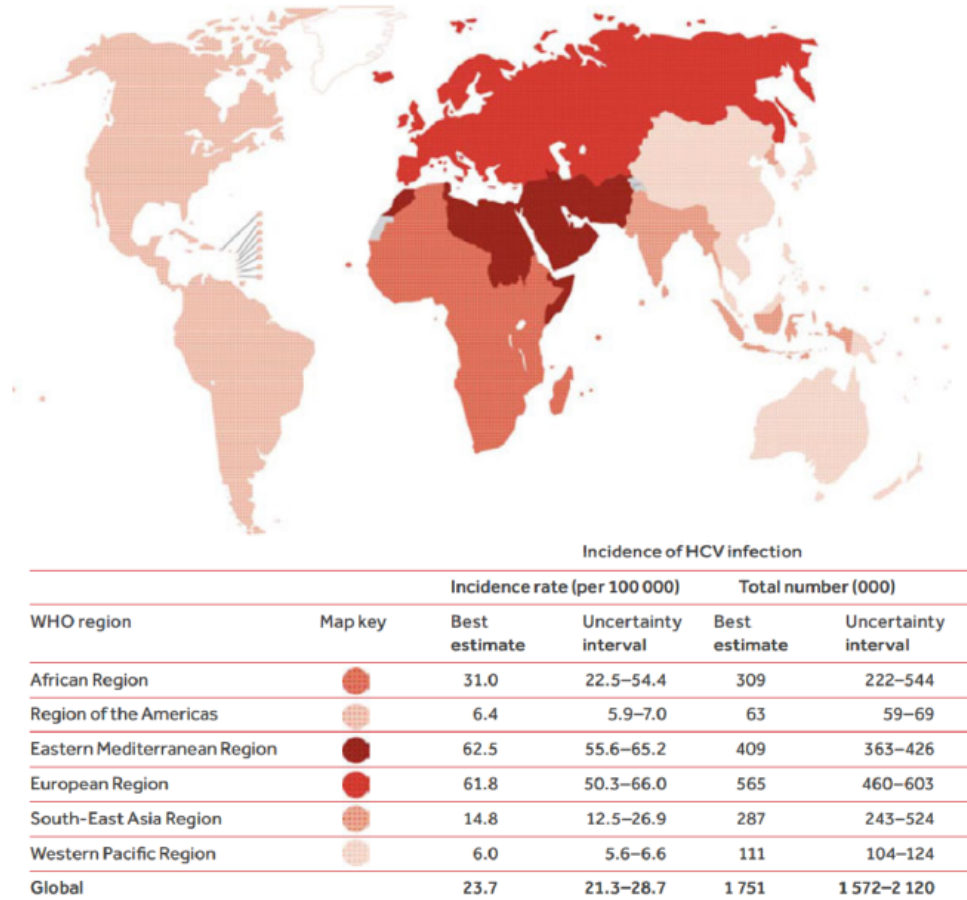 Incidence of HCV infection
Incidence rate (per 100 000) Total number (000)
WHO region Map key Best estimate Uncertainty interval Best estimate Uncertainty interval
African Region 31.0 22.5–54.4 309 222–544
Region of the Americas 6.4 5.9–7.0 63 59–69
Eastern Mediterranean Region 62.5 55.6–65.2 409 363–426
European Region 61.8 50.3–66.0 565 460–603
South-East Asia Region 14.8 12.5–26.9 287 243–524
Western Pacific Region 6.0 5.6–6.6 111 104–124
Global 23.7 21.3–28.7 1 751 1 572–2 120